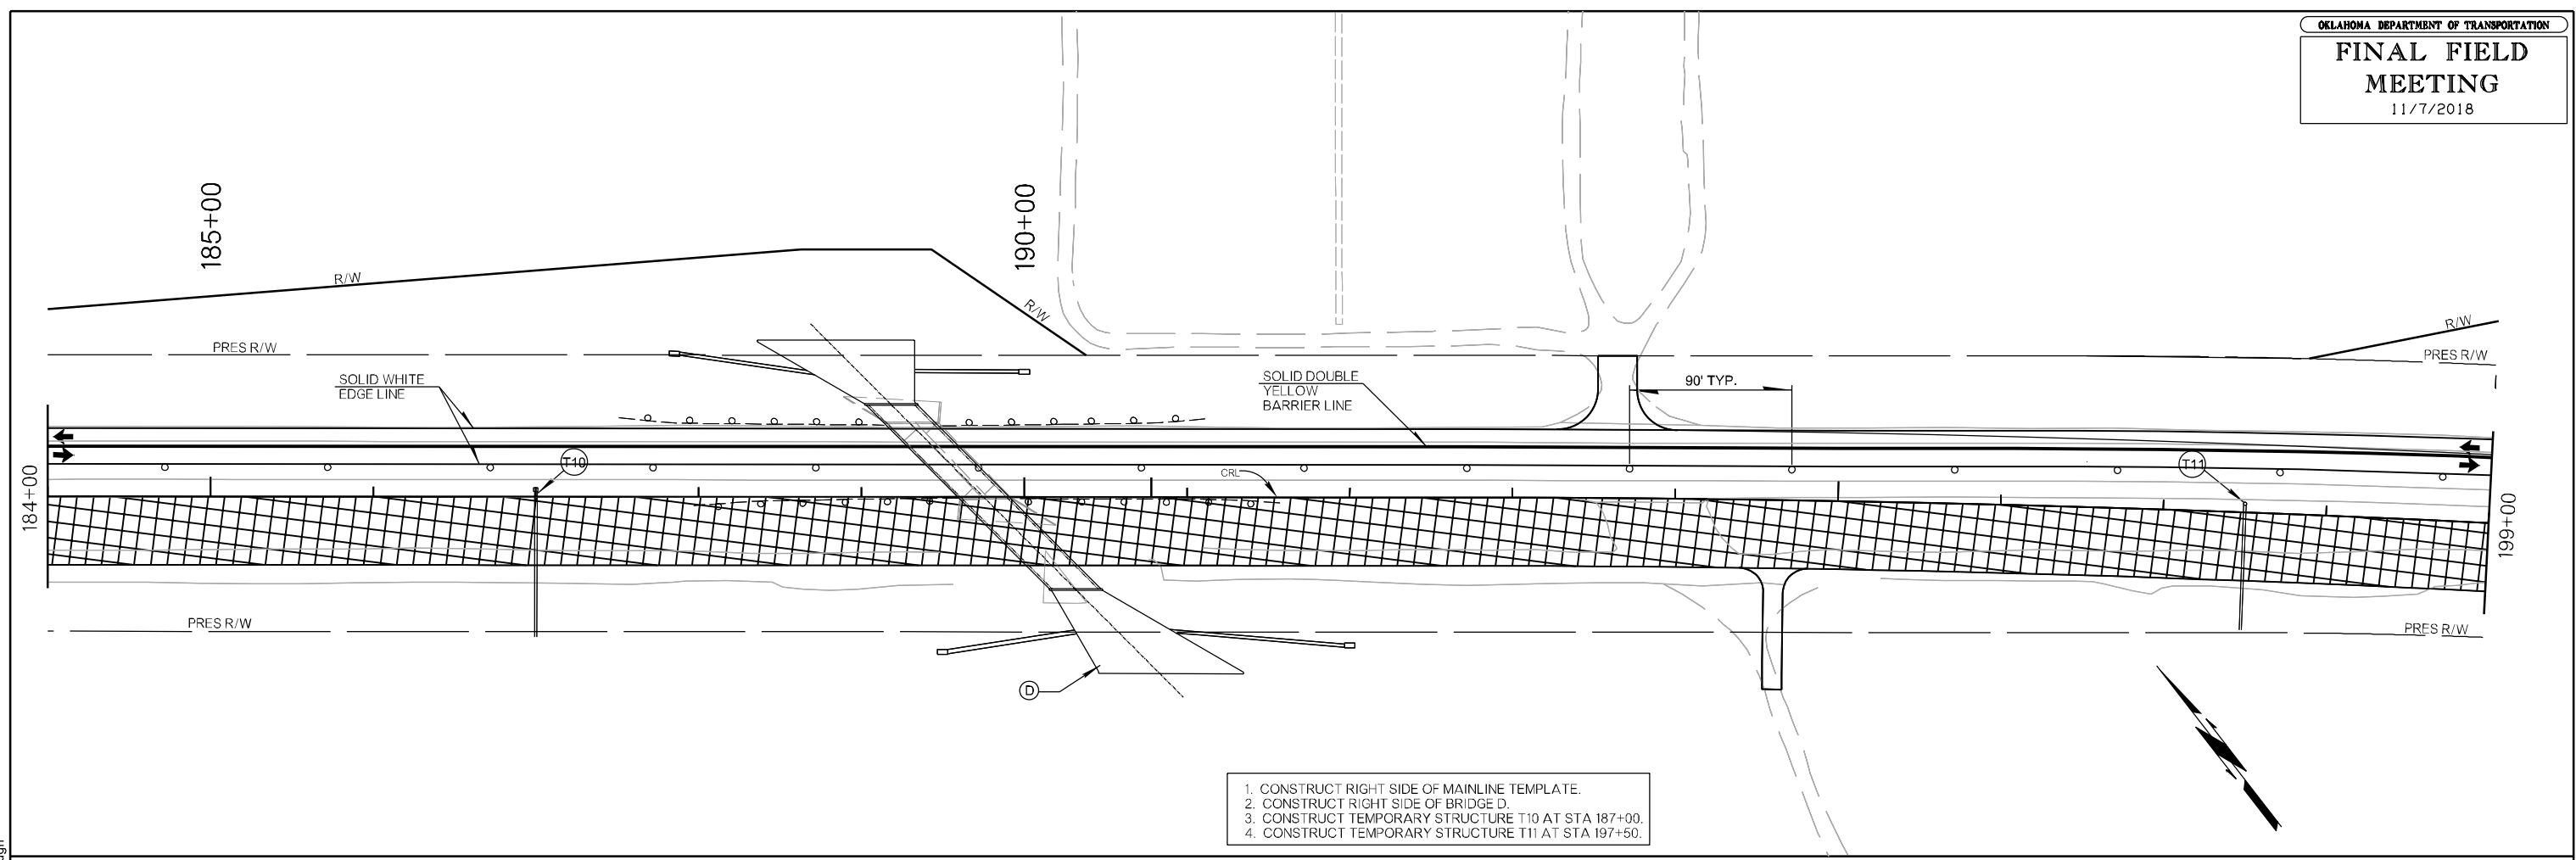 OKLAHOMA DEPARTMENT OF TRANSPORTATION
FINAL FIELD
MEETING
11/7/2018
185+00
190+00
R/W
R/W
R/W
PRES R/W
PRES R/W
SOLID WHITE
EDGE LINE
SOLID DOUBLE
YELLOW
BARRIER LINE
90' TYP.
T10
CRL
T11
184+00
199+00
PRES R/W
PRES R/W
D
1. CONSTRUCT RIGHT SIDE OF MAINLINE TEMPLATE.
2. CONSTRUCT RIGHT SIDE OF BRIDGE D.
3. CONSTRUCT TEMPORARY STRUCTURE T10 AT STA 187+00.
4. CONSTRUCT TEMPORARY STRUCTURE T11 AT STA 197+50.